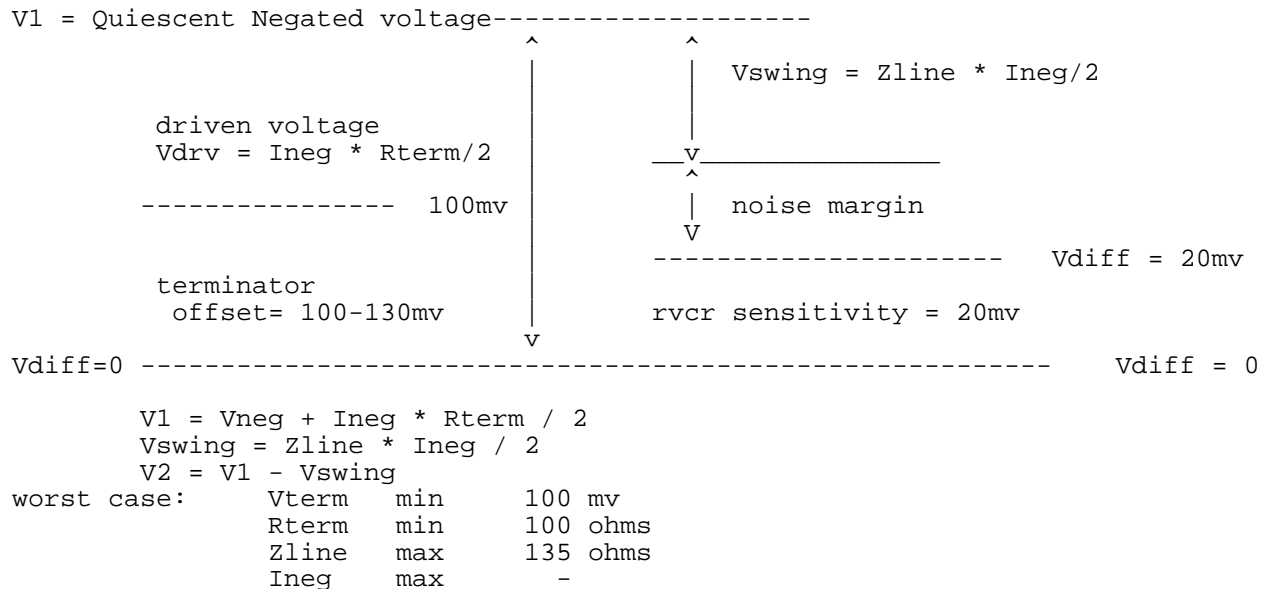 V1 = Quiescent Negated voltage--------------------
^ ^
| | Vswing = Zline * Ineg/2
| |
driven voltage | |
Vdrv = Ineg * Rterm/2 | __v_______________
| ^
---------------- 100mv | | noise margin
| V
| ---------------------- Vdiff = 20mv
terminator |
offset= 100-130mv | rvcr sensitivity = 20mv
v
Vdiff=0 --------------------------------------------------------- Vdiff = 0
V1 = Vneg + Ineg * Rterm / 2
Vswing = Zline * Ineg / 2
V2 = V1 - Vswing
worst case: Vterm min 100 mv
Rterm min 100 ohms
Zline max 135 ohms
Ineg max -